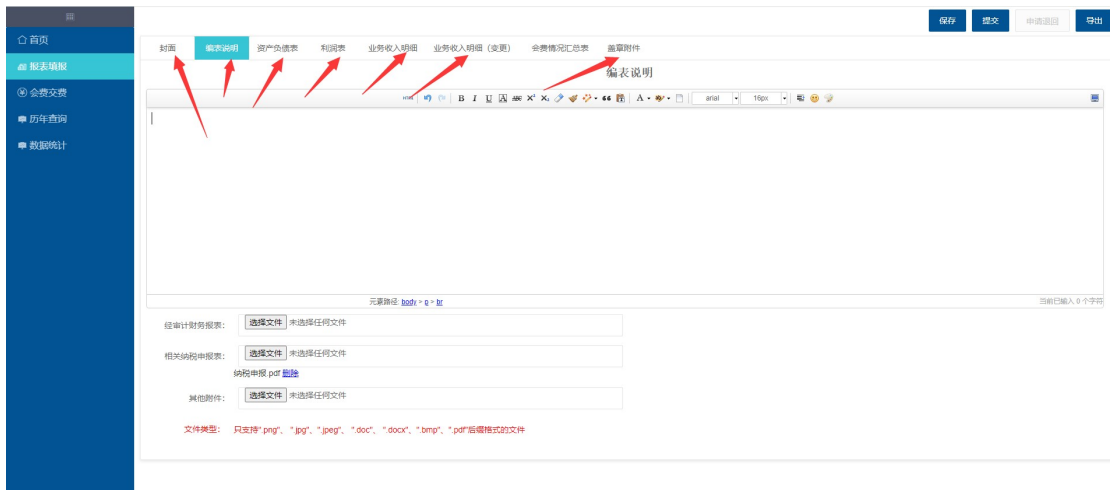 保存 提交 申请退回 导出
首页
报表填报
会费交费
历年查询
数据统计
封面 编表说明 资产负债表 利润表 业务收入明细 业务收入明细（变更） 会费情况汇总表 盖章附件
编表说明
HTML B I U A ABC X² X₂ A arial 16px
元素路径: body > p > br 当前已输入 0 个字符
经审计财务报表： 选择文件 未选择任何文件
相关纳税申报表： 选择文件 未选择任何文件
纳税申报.pdf 删除
其他附件： 选择文件 未选择任何文件
文件类型： 只支持".png"、 ".jpg"、 ".jpeg"、 ".doc"、 ".docx"、 ".bmp"、 ".pdf"后缀格式的文件